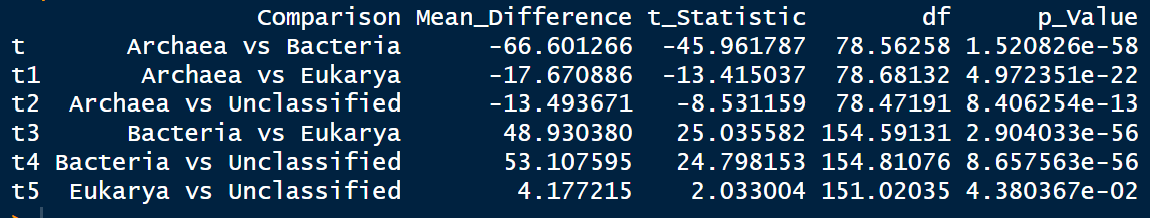 Comparison Mean_Difference t_Statistic df p_Value
t Archaea vs Bacteria -66.601266 -45.961787 78.56258 1.520826e-58
t1 Archaea vs Eukarya -17.670886 -13.415037 78.68132 4.972351e-22
t2 Archaea vs Unclassified -13.493671 -8.531159 78.47191 8.406254e-13
t3 Bacteria vs Eukarya 48.930380 25.035582 154.59131 2.904033e-56
t4 Bacteria vs Unclassified 53.107595 24.798153 154.81076 8.657563e-56
t5 Eukarya vs Unclassified 4.177215 2.033004 151.02035 4.380367e-02